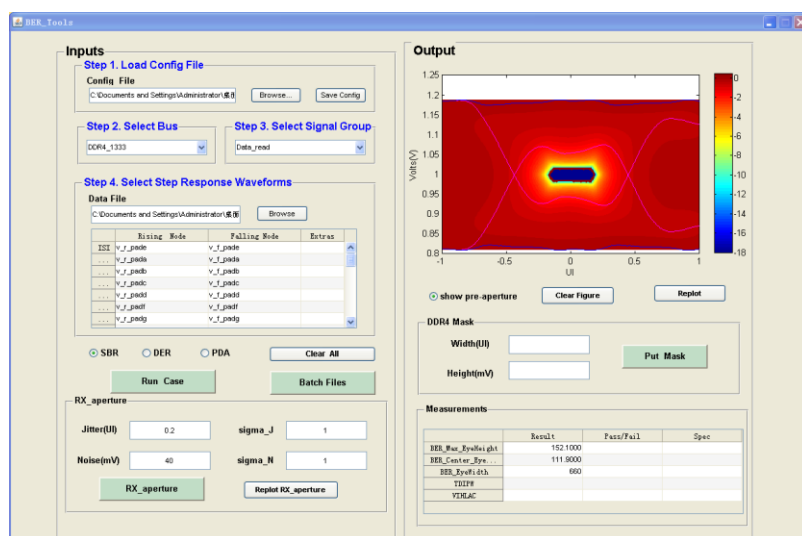 BER_Tools
Inputs
Step 1. Load Config File
Config File
C:\Documents and Settings\Administrator\桌面
Browse...
Save Config
Step 2. Select Bus
Step 3. Select Signal Group
DDR4_1333
Data_read
Step 4. Select Step Response Waveforms
Data File
C:\Documents and Settings\Administrator\桌面
Browse
Rising Node Falling Node Extras
ISI v_r_pade v_f_pade
... v_r_pada v_f_pada
... v_r_padb v_f_padb
... v_r_padc v_f_padc
... v_r_padd v_f_padd
... v_r_padf v_f_padf
... v_r_padg v_f_padg
SBR DER PDA
Clear All
Run Case
Batch Files
RX_aperture
Jitter(UI) 0.2 sigma_J 1
Noise(mV) 40 sigma_N 1
RX_aperture
Replot RX_aperture
Output
1.25
1.2
1.15
1.1
1.05
1
0.95
0.9
0.85
0.8
Volts(V)
-1 -0.5 0 0.5 1
UI
0
-2
-4
-6
-8
-10
-12
-14
-16
-18
show pre-aperture
Clear Figure
Replot
DDR4 Mask
Width(UI)
Height(mV)
Put Mask
Measurements
Result Pass/Fail Spec
BER_Max_EyeHeight 152.1000
BER_Center_Eye... 111.9000
BER_EyeWidth 660
TDIPW
VIHLAC